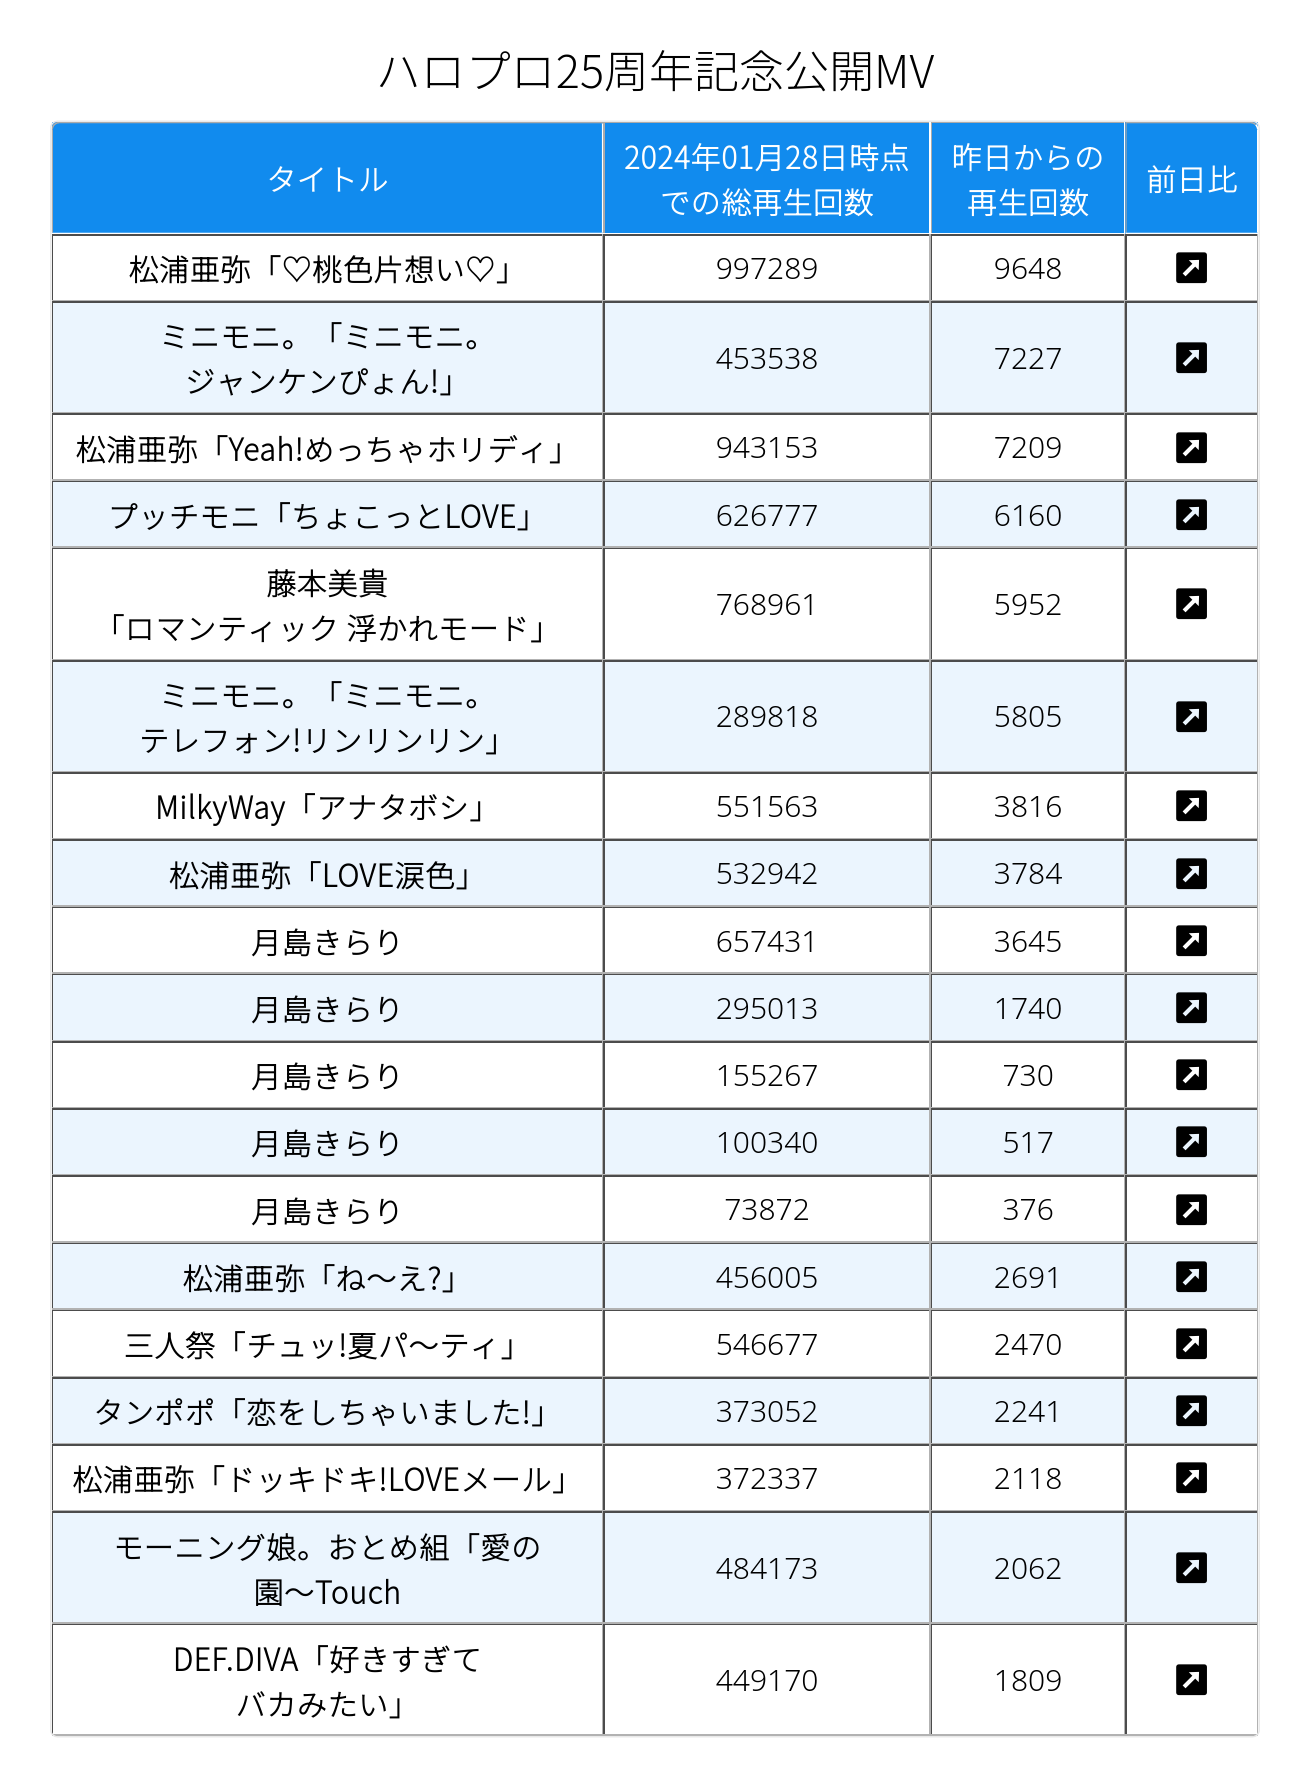 ハロプロ25周年記念公開MV
タイトル
2024年01月28日時点
での総再生回数
昨日からの
再生回数
前日比
松浦亜弥「♡桃色片想い♡」 997289 9648
ミニモニ。「ミニモニ。
ジャンケンぴょん!」 453538 7227
松浦亜弥「Yeah!めっちゃホリディ」 943153 7209
プッチモニ「ちょこっとLOVE」 626777 6160
藤本美貴
「ロマンティック 浮かれモード」 768961 5952
ミニモニ。「ミニモニ。
テレフォン!リンリンリン」 289818 5805
MilkyWay「アナタボシ」 551563 3816
松浦亜弥「LOVE涙色」 532942 3784
月島きらり 657431 3645
月島きらり 295013 1740
月島きらり 155267 730
月島きらり 100340 517
月島きらり 73872 376
松浦亜弥「ね〜え?」 456005 2691
三人祭「チュッ!夏パ〜ティ」 546677 2470
タンポポ「恋をしちゃいました!」 373052 2241
松浦亜弥「ドッキドキ!LOVEメール」 372337 2118
モーニング娘。おとめ組「愛の
園〜Touch 484173 2062
DEF.DIVA「好きすぎて
バカみたい」 449170 1809